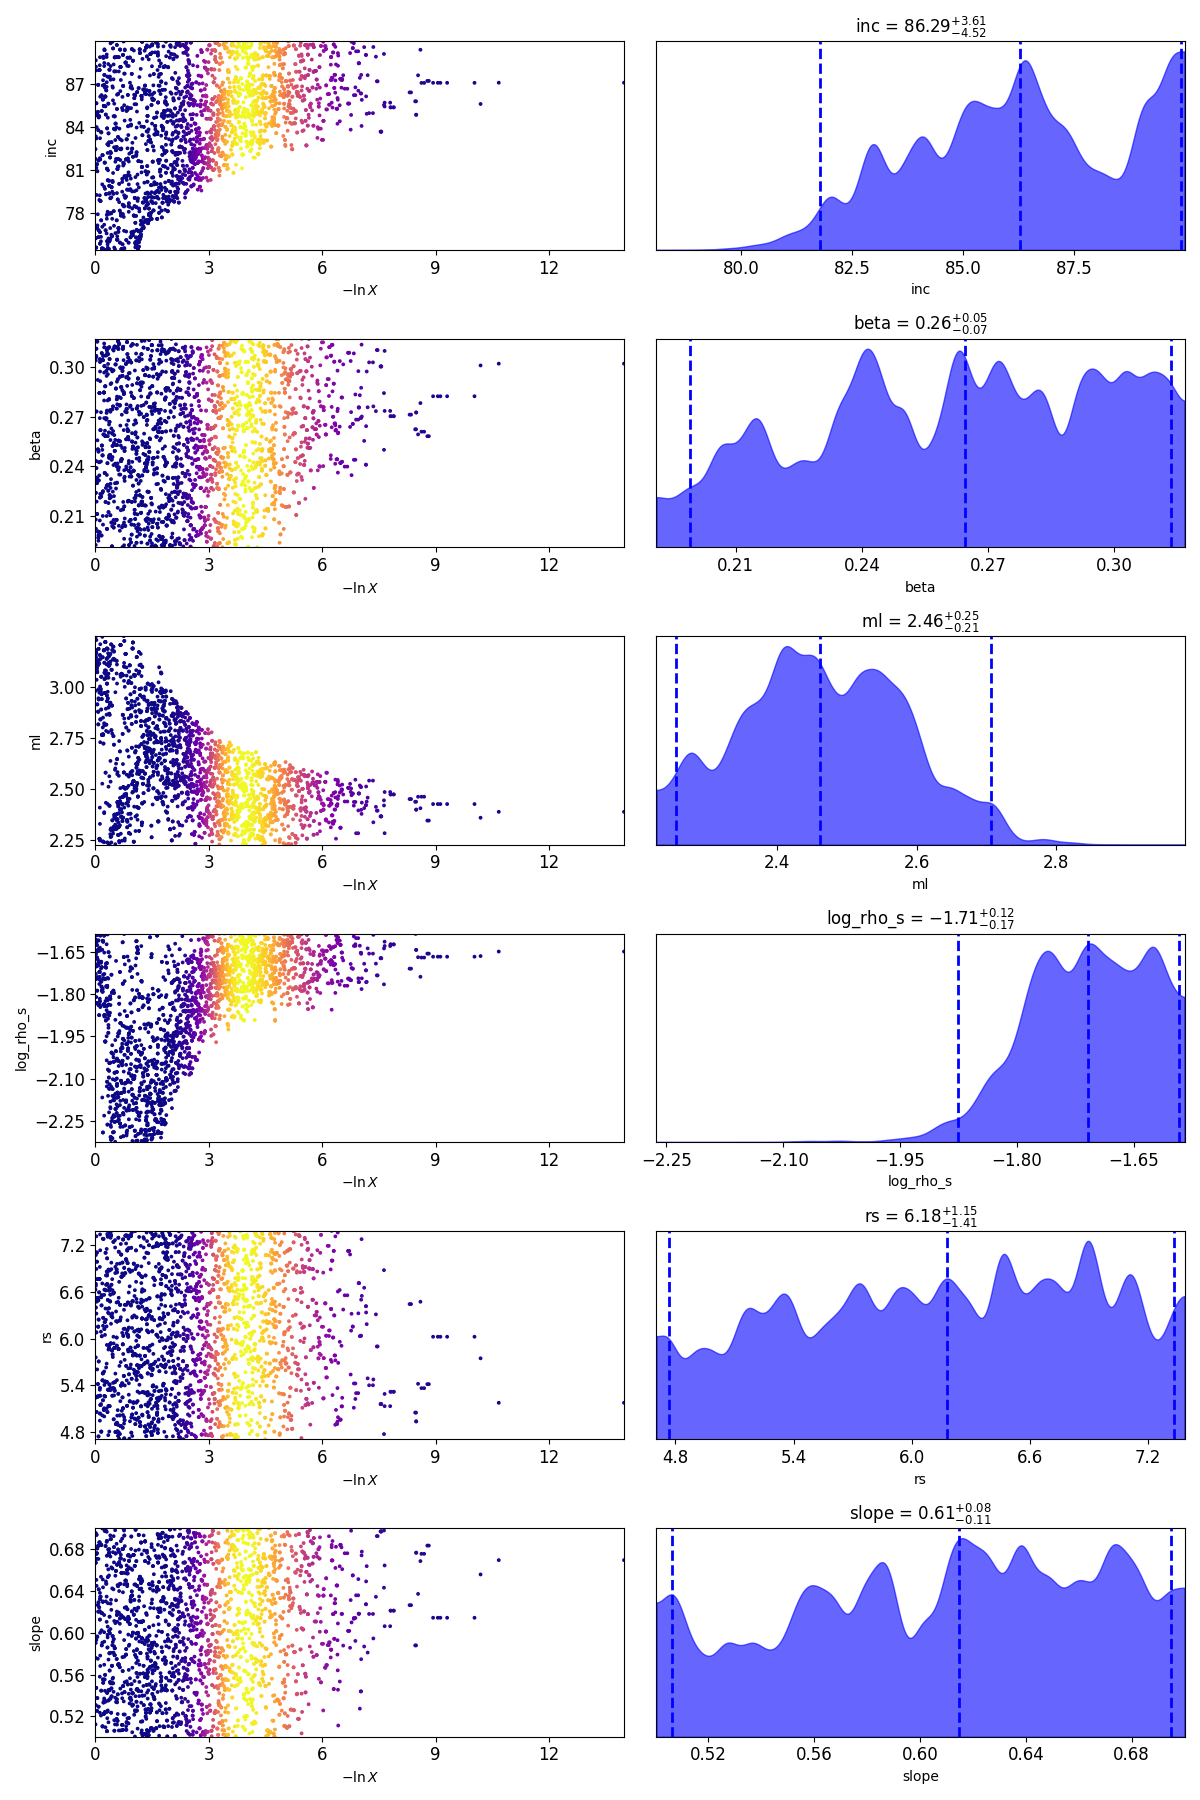 inc = 86.29^{+3.61}_{-4.52}
87
84
81
78
inc
0 3 6 9 12
−ln X
80.0 82.5 85.0 87.5
inc
beta = 0.26^{+0.05}_{-0.07}
0.30
0.27
0.24
0.21
beta
0 3 6 9 12
−ln X
0.21 0.24 0.27 0.30
beta
ml = 2.46^{+0.25}_{-0.21}
3.00
2.75
2.50
2.25
ml
0 3 6 9 12
−ln X
2.4 2.6 2.8
ml
log_rho_s = −1.71^{+0.12}_{-0.17}
−1.65
−1.80
−1.95
−2.10
−2.25
log_rho_s
0 3 6 9 12
−ln X
−2.25 −2.10 −1.95 −1.80 −1.65
log_rho_s
rs = 6.18^{+1.15}_{-1.41}
7.2
6.6
6.0
5.4
4.8
rs
0 3 6 9 12
−ln X
4.8 5.4 6.0 6.6 7.2
rs
slope = 0.61^{+0.08}_{-0.11}
0.68
0.64
0.60
0.56
0.52
slope
0 3 6 9 12
−ln X
0.52 0.56 0.60 0.64 0.68
slope